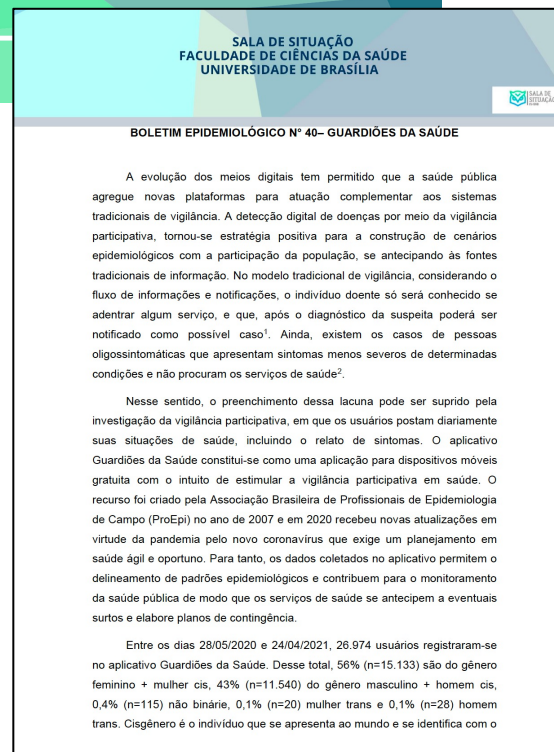 SALA DE SITUAÇÃO
FACULDADE DE CIÊNCIAS DA SAÚDE
UNIVERSIDADE DE BRASÍLIA
SALA DE
SITUAÇÃO
BOLETIM EPIDEMIOLÓGICO N° 40– GUARDIÕES DA SAÚDE
A evolução dos meios digitais tem permitido que a saúde pública
agregue novas plataformas para atuação complementar aos sistemas
tradicionais de vigilância. A detecção digital de doenças por meio da vigilância
participativa, tornou-se estratégia positiva para a construção de cenários
epidemiológicos com a participação da população, se antecipando às fontes
tradicionais de informação. No modelo tradicional de vigilância, considerando o
fluxo de informações e notificações, o indivíduo doente só será conhecido se
adentrar algum serviço, e que, após o diagnóstico da suspeita poderá ser
notificado como possível caso¹. Ainda, existem os casos de pessoas
oligossintomáticas que apresentam sintomas menos severos de determinadas
condições e não procuram os serviços de saúde².
Nesse sentido, o preenchimento dessa lacuna pode ser suprido pela
investigação da vigilância participativa, em que os usuários postam diariamente
suas situações de saúde, incluindo o relato de sintomas. O aplicativo
Guardiões da Saúde constitui-se como uma aplicação para dispositivos móveis
gratuita com o intuito de estimular a vigilância participativa em saúde. O
recurso foi criado pela Associação Brasileira de Profissionais de Epidemiologia
de Campo (ProEpi) no ano de 2007 e em 2020 recebeu novas atualizações em
virtude da pandemia pelo novo coronavírus que exige um planejamento em
saúde ágil e oportuno. Para tanto, os dados coletados no aplicativo permitem o
delineamento de padrões epidemiológicos e contribuem para o monitoramento
da saúde pública de modo que os serviços de saúde se antecipem a eventuais
surtos e elabore planos de contingência.
Entre os dias 28/05/2020 e 24/04/2021, 26.974 usuários registraram-se
no aplicativo Guardiões da Saúde. Desse total, 56% (n=15.133) são do gênero
feminino + mulher cis, 43% (n=11.540) do gênero masculino + homem cis,
0,4% (n=115) não binárie, 0,1% (n=20) mulher trans e 0,1% (n=28) homem
trans. Cisgênero é o indivíduo que se apresenta ao mundo e se identifica com o